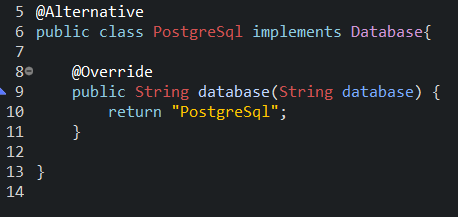 5 @Alternative
6 public class PostgreSql implements Database{
7
8 @Override
9 public String database(String database) {
10 return "PostgreSql";
11 }
12
13 }
14